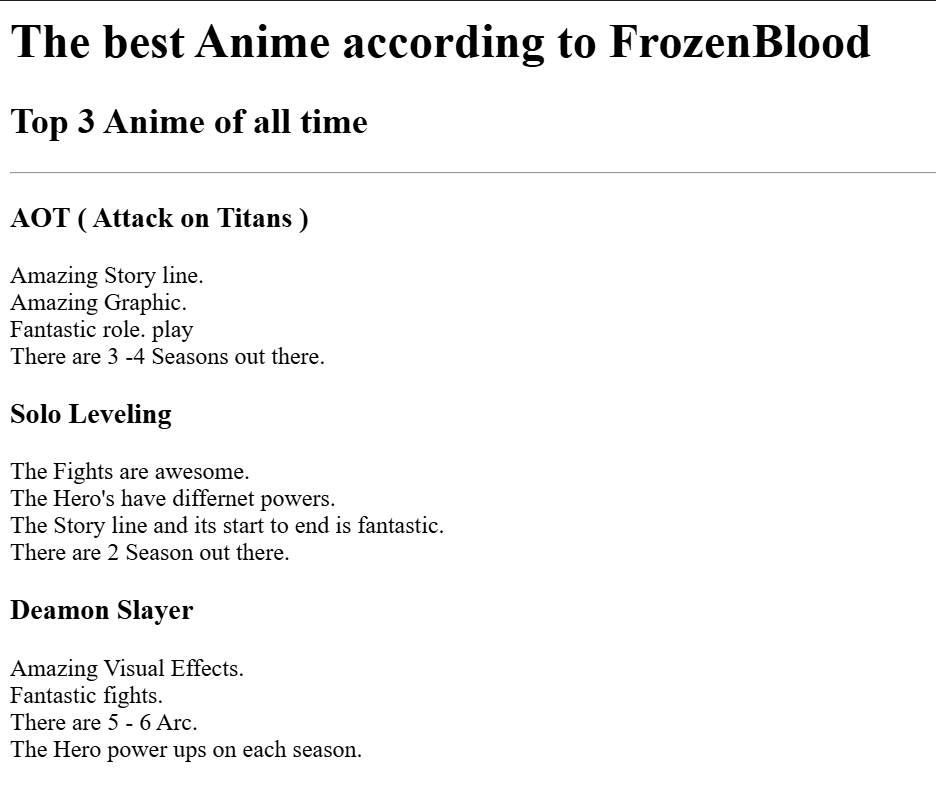 The best Anime according to FrozenBlood
Top 3 Anime of all time
AOT ( Attack on Titans )
Amazing Story line.
Amazing Graphic.
Fantastic role. play
There are 3 -4 Seasons out there.
Solo Leveling
The Fights are awesome.
The Hero's have differnet powers.
The Story line and its start to end is fantastic.
There are 2 Season out there.
Deamon Slayer
Amazing Visual Effects.
Fantastic fights.
There are 5 - 6 Arc.
The Hero power ups on each season.